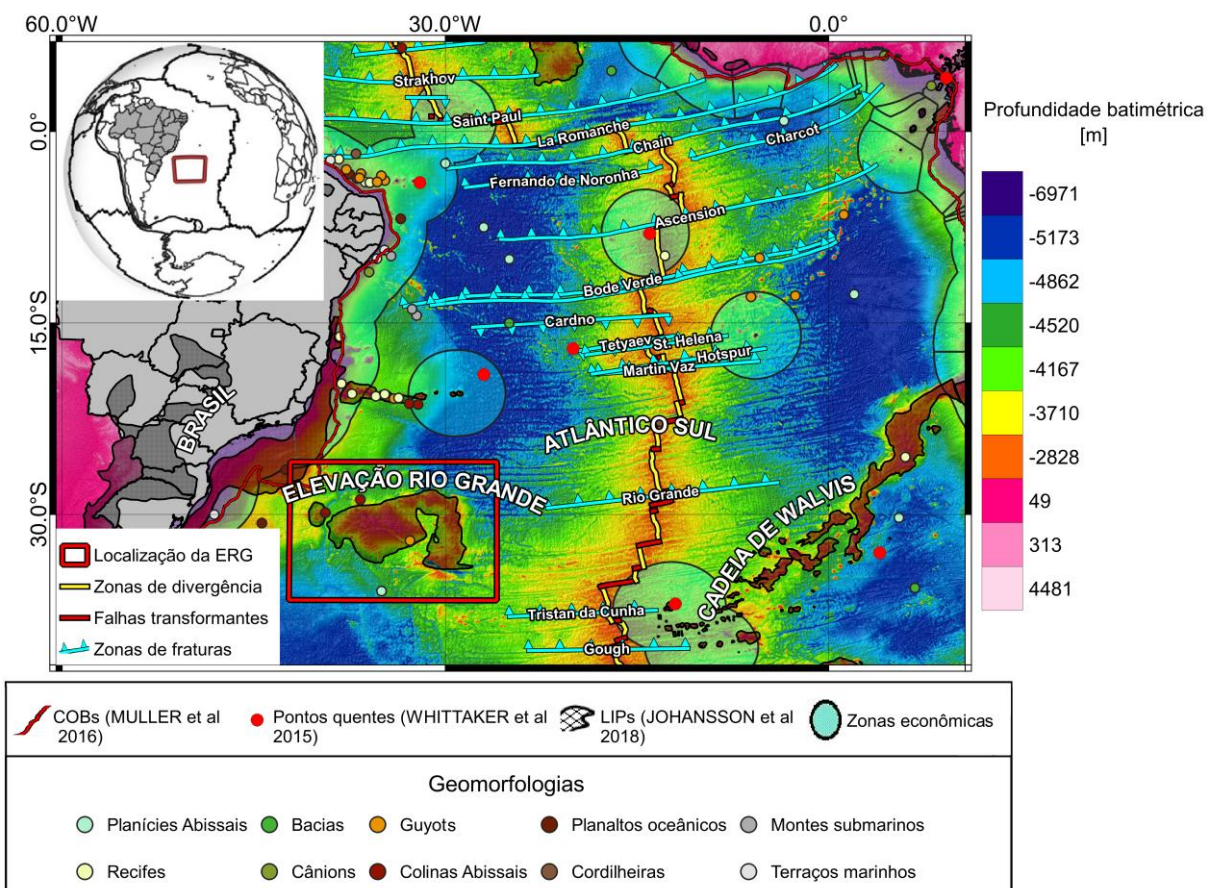 60.0°W 30.0°W 0.0°
0.0°
15.0°S
30.0°S
Strakhov
Saint Paul
La Romanche
Chain
Charcot
Fernando de Noronha
Ascension
Bode Verde
Cardno
Tetyaev
St. Helena
Hotspur
Martin Vaz
BRASIL
ATLÂNTICO SUL
ELEVAÇÃO RIO GRANDE
Rio Grande
CADEIA DE WALVIS
Tristan da Cunha
Gough
Localização da ERG
Zonas de divergência
Falhas transformantes
Zonas de fraturas
Profundidade batimétrica
[m]
-6971
-5173
-4862
-4520
-4167
-3710
-2828
49
313
4481
COBs (MULLER et al
2016)
Pontos quentes (WHITTAKER et al
2015)
LIPs (JOHANSSON et al
2018)
Zonas econômicas
Geomorfologias
Planícies Abissais Bacias Guyots Planaltos oceânicos Montes submarinos
Recifes Cânions Colinas Abissais Cordilheiras Terraços marinhos